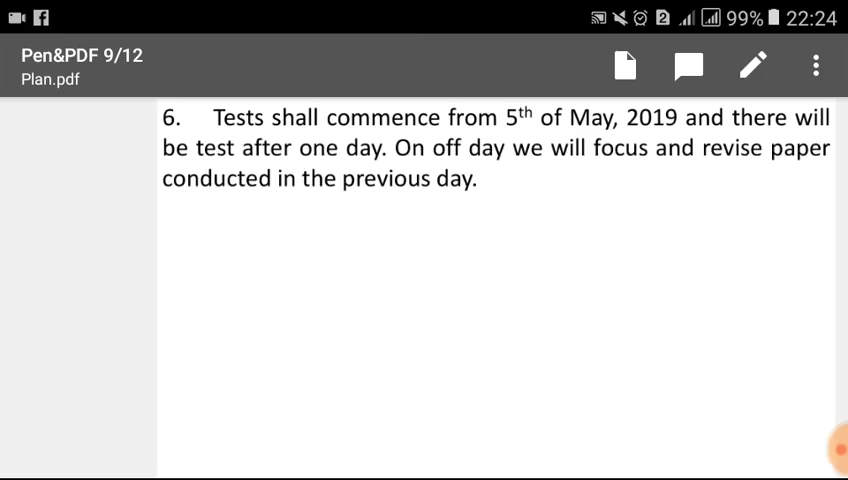 99% 22:24
Pen&PDF 9/12
Plan.pdf
6. Tests shall commence from 5th of May, 2019 and there will
be test after one day. On off day we will focus and revise paper
conducted in the previous day.